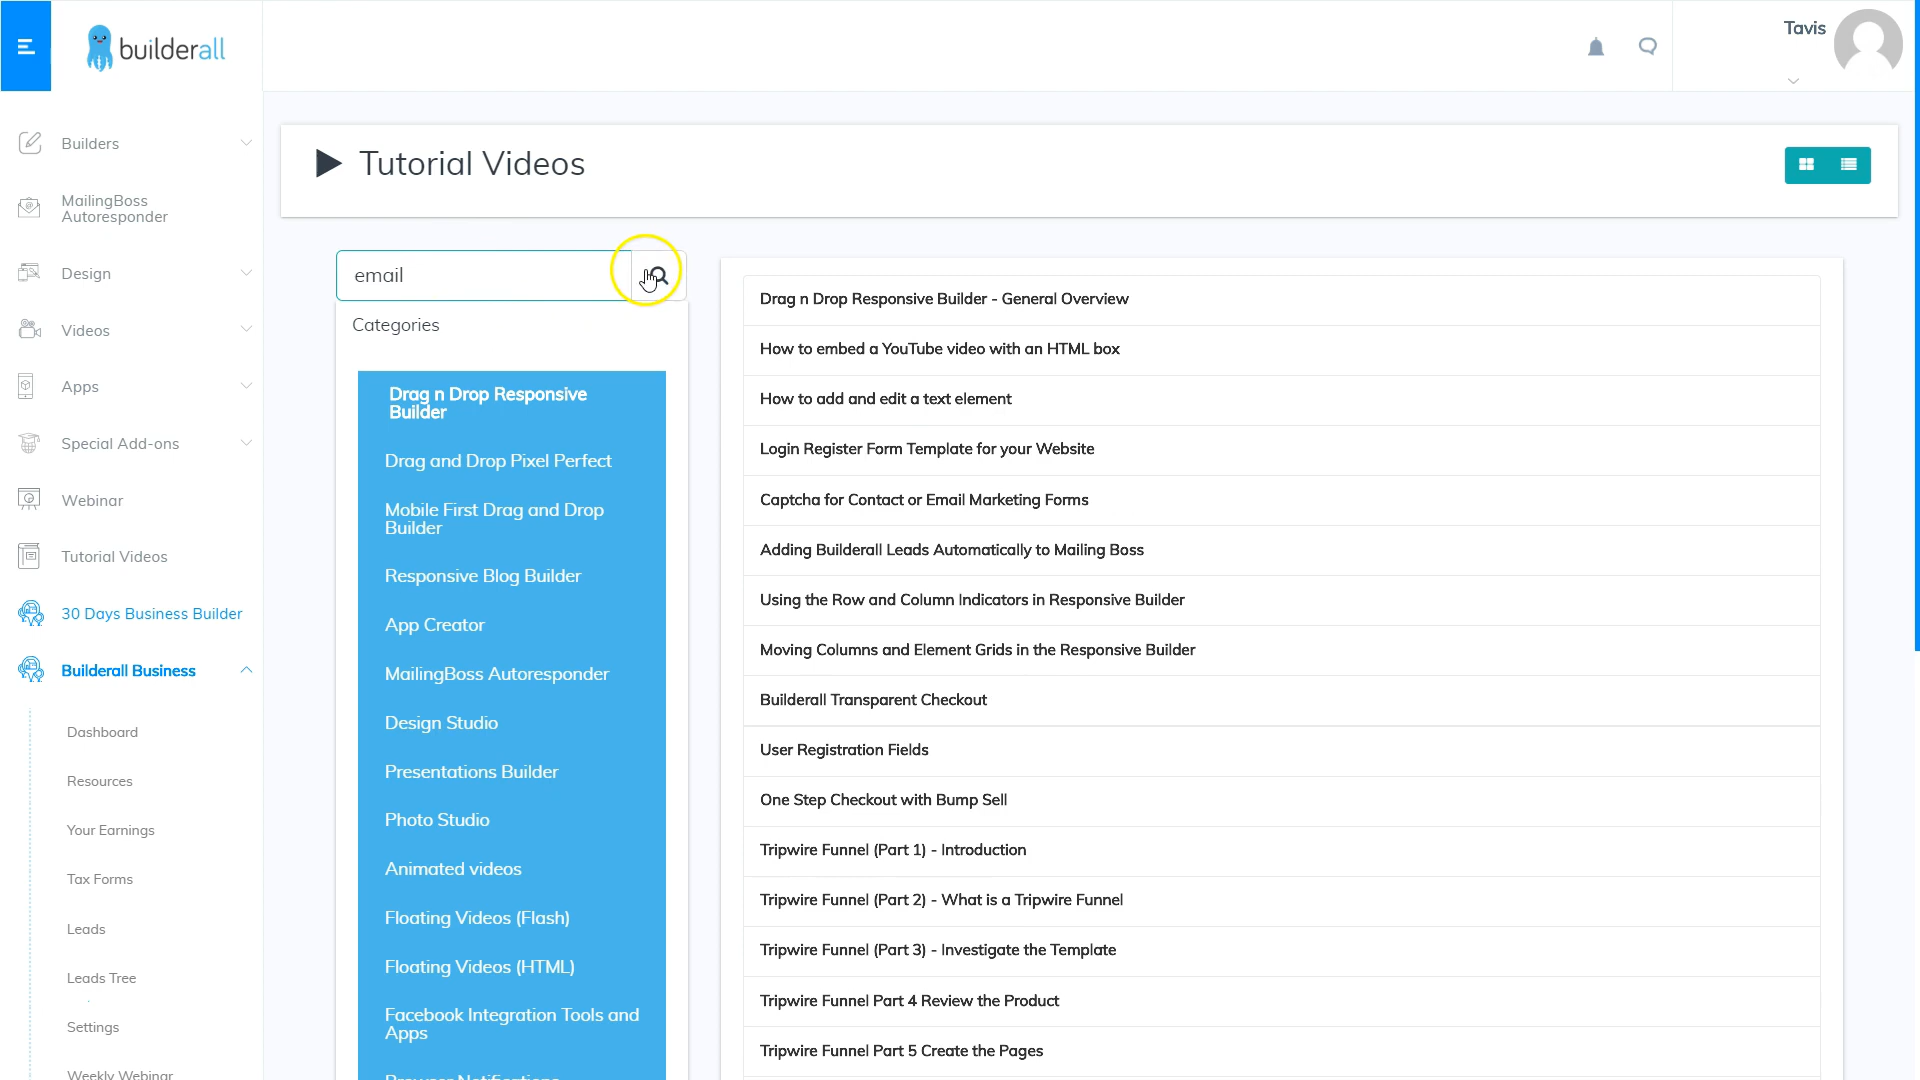 builderall
Tavis
Builders
MailingBoss
Autoresponder
Design
Videos
Apps
Special Add-ons
Webinar
Tutorial Videos
30 Days Business Builder
Builderall Business
Dashboard
Resources
Your Earnings
Tax Forms
Leads
Leads Tree
Settings
Weekly Webinar
Tutorial Videos
email
Categories
Drag n Drop Responsive
Builder
Drag and Drop Pixel Perfect
Mobile First Drag and Drop
Builder
Responsive Blog Builder
App Creator
MailingBoss Autoresponder
Design Studio
Presentations Builder
Photo Studio
Animated videos
Floating Videos (Flash)
Floating Videos (HTML)
Facebook Integration Tools and
Apps
Browser Notifications
Drag n Drop Responsive Builder - General Overview
How to embed a YouTube video with an HTML box
How to add and edit a text element
Login Register Form Template for your Website
Captcha for Contact or Email Marketing Forms
Adding Builderall Leads Automatically to Mailing Boss
Using the Row and Column Indicators in Responsive Builder
Moving Columns and Element Grids in the Responsive Builder
Builderall Transparent Checkout
User Registration Fields
One Step Checkout with Bump Sell
Tripwire Funnel (Part 1) - Introduction
Tripwire Funnel (Part 2) - What is a Tripwire Funnel
Tripwire Funnel (Part 3) - Investigate the Template
Tripwire Funnel Part 4 Review the Product
Tripwire Funnel Part 5 Create the Pages